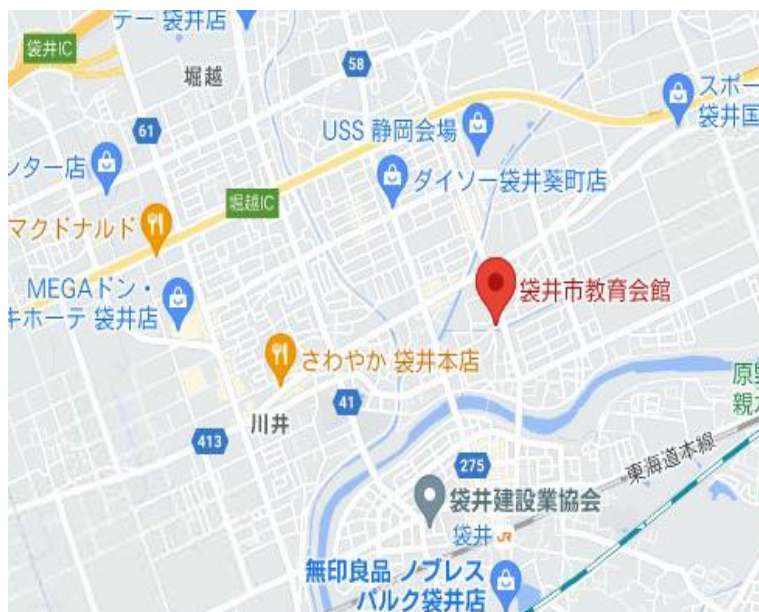 テー 袋井店
袋井IC
堀越
58
スポー
袋井国
61
USS 静岡会場
ンター店
ダイソー袋井葵町店
堀越IC
マクドナルド
MEGAドン・
キホーテ 袋井店
袋井市教育会館
さわやか 袋井本店
41
川井
413
東海道本線
275
袋井建設業協会
袋井 JR
無印良品 ノブレス
パルク袋井店